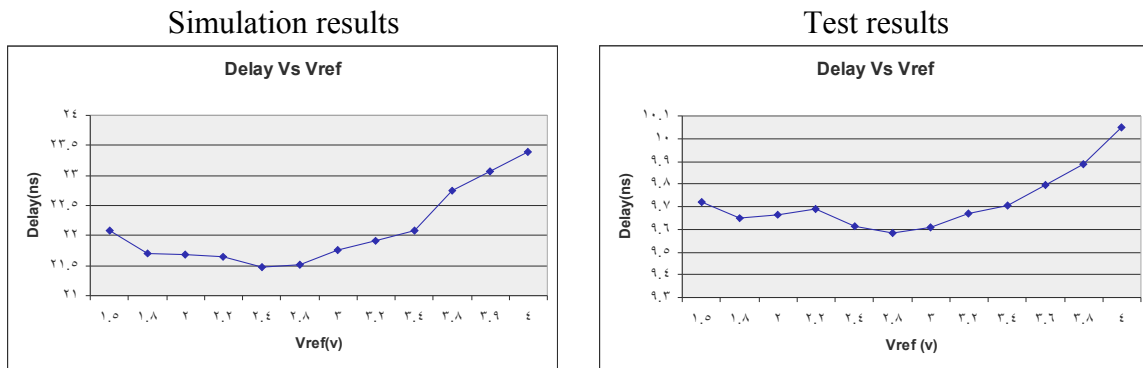 Simulation results
Delay Vs Vref
Delay(ns)
٢٤
٢٣.٥
٢٣
٢٢.٥
٢٢
٢١.٥
٢١
١.٥ ١.٨ ٢ ٢.٢ ٢.٤ ٢.٨ ٣ ٣.٢ ٣.٤ ٣.٨ ٣.٩ ٤
Vref(v)
Test results
Delay Vs Vref
Delay(ns)
١٠.١
١٠
٩.٩
٩.٨
٩.٧
٩.٦
٩.٥
٩.٤
٩.٣
١.٥ ١.٨ ٢ ٢.٢ ٢.٤ ٢.٨ ٣ ٣.٢ ٣.٤ ٣.٦ ٣.٨ ٤
Vref (v)